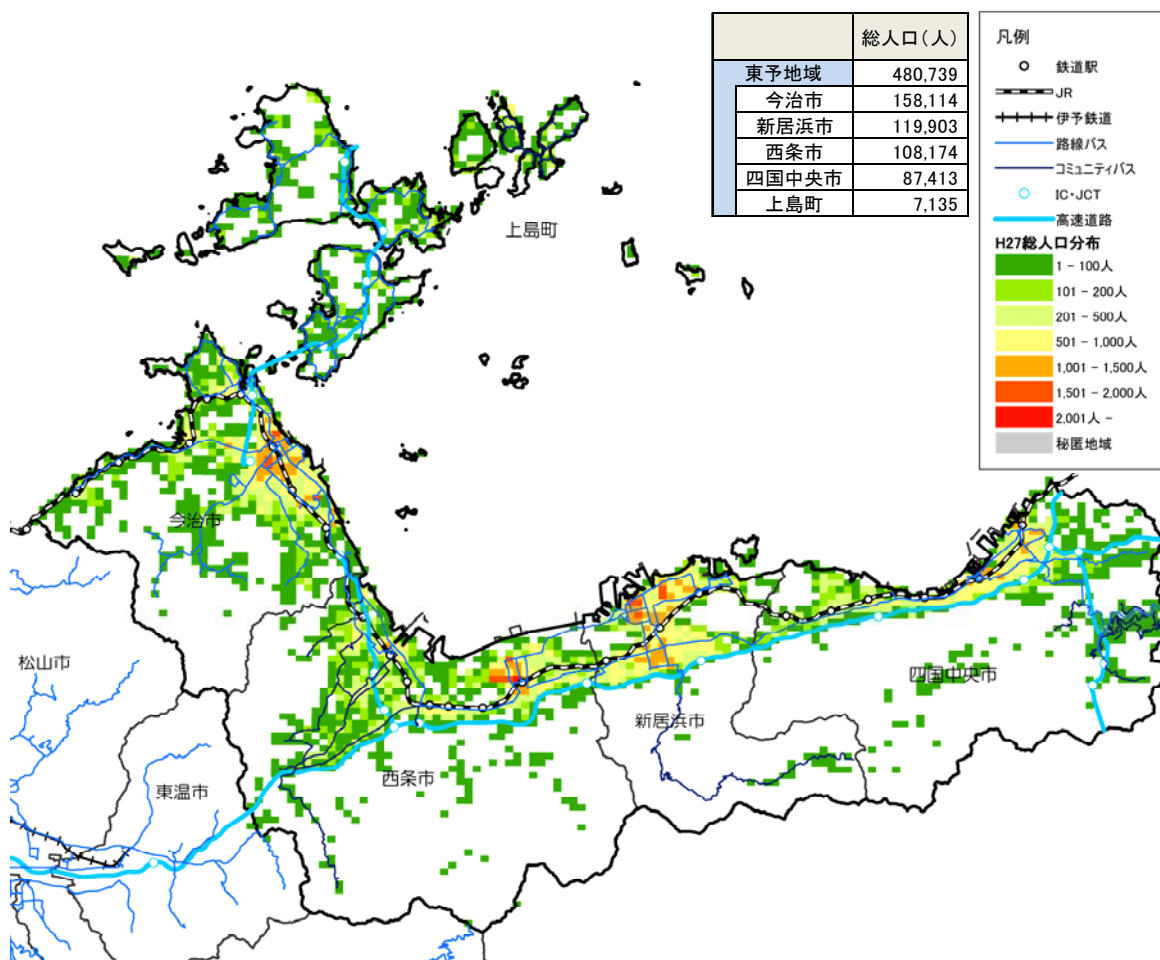 総人口(人)
東予地域 480,739
今治市 158,114
新居浜市 119,903
西条市 108,174
四国中央市 87,413
上島町 7,135
凡例
鉄道駅
JR
伊予鉄道
路線バス
コミュニティバス
IC・JCT
高速道路
H27総人口分布
1 - 100人
101 - 200人
201 - 500人
501 - 1,000人
1,001 - 1,500人
1,501 - 2,000人
2,001人 -
秘匿地域
上島町
今治市
松山市
四国中央市
新居浜市
西条市
東温市